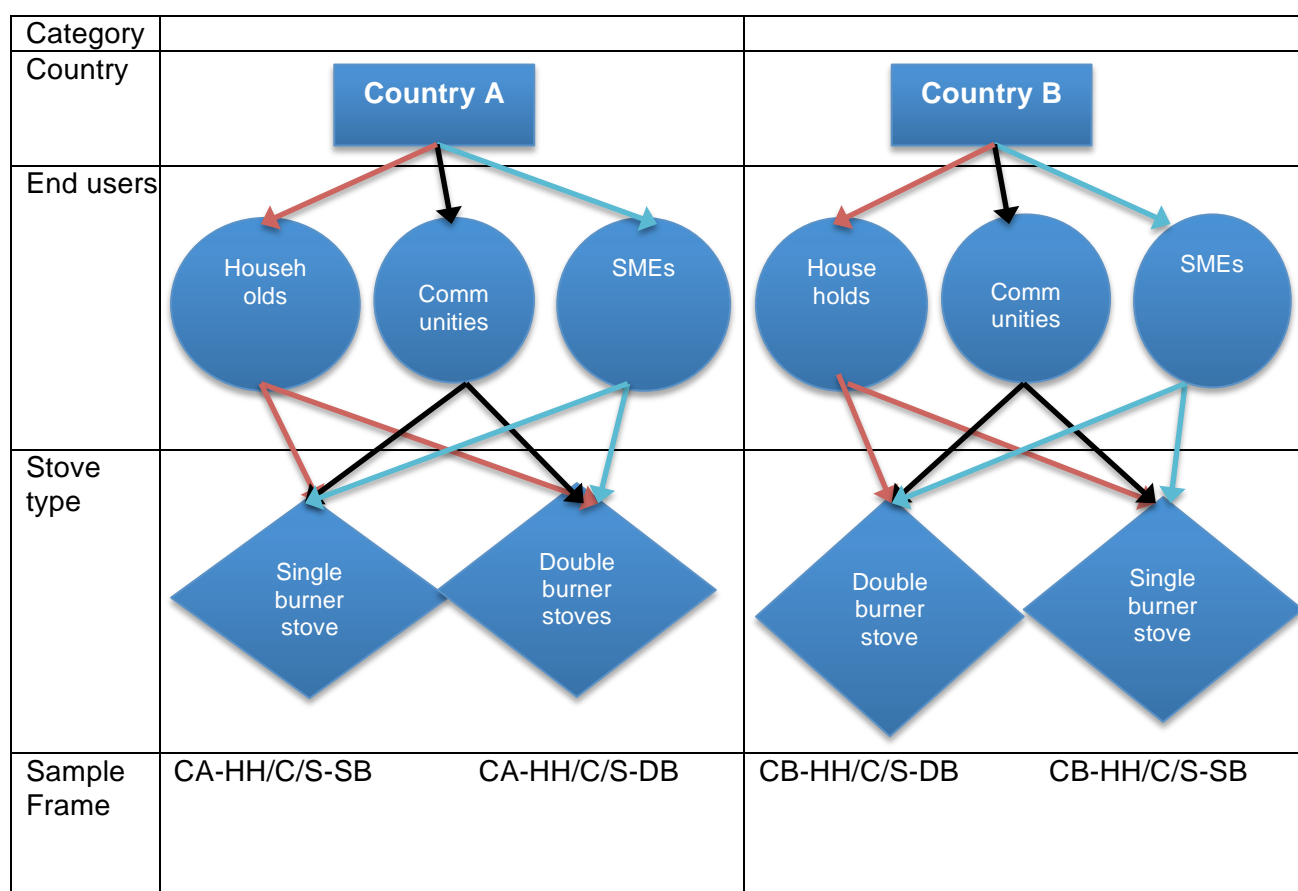 Category
Country
Country A
Country B
End users
Househ
olds
Comm
unities
SMEs
House
holds
Comm
unities
SMEs
Stove
type
Single
burner
stove
Double
burner
stoves
Double
burner
stove
Single
burner
stove
Sample
Frame
CA-HH/C/S-SB
CA-HH/C/S-DB
CB-HH/C/S-DB
CB-HH/C/S-SB